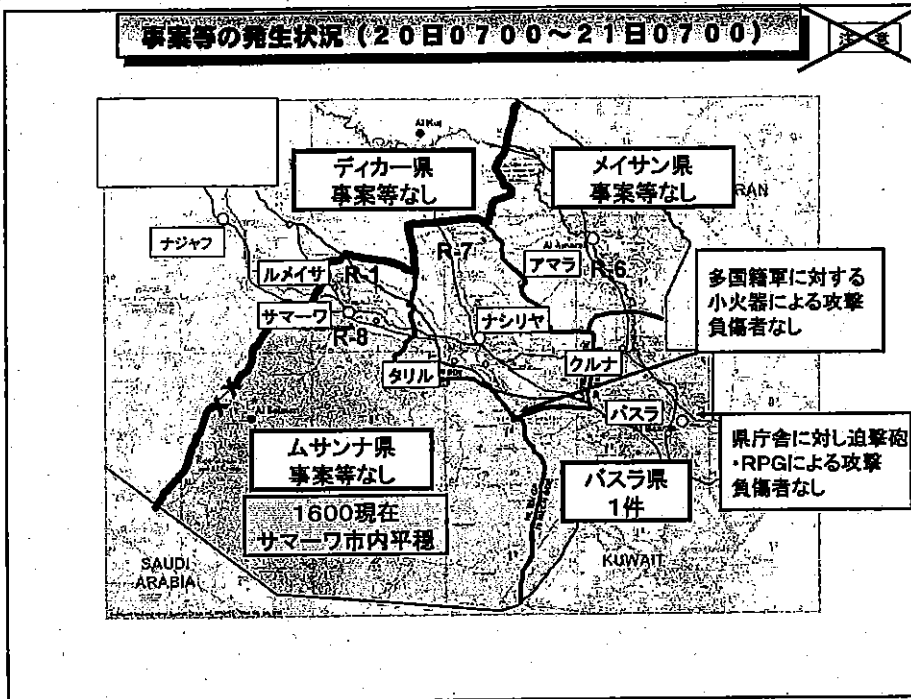 事案等の発生状況(20日0700~21日0700)
注意
Al Kut
ディカー県
事案等なし
メイサン県
事案等なし
RAN
ナジャフ
R-7
アマラ
R-6
ルメイサ
R-1
多国籍軍に対する
小火器による攻撃
負傷者なし
サマーワ
R-8
ナシリヤ
クルナ
タリル
バスラ
ムサンナ県
事案等なし
県庁舎に対し迫撃砲
・RPGによる攻撃
負傷者なし
バスラ県
1件
1600現在
サマーワ市内平穏
SAUDI
ARABIA
KUWAIT